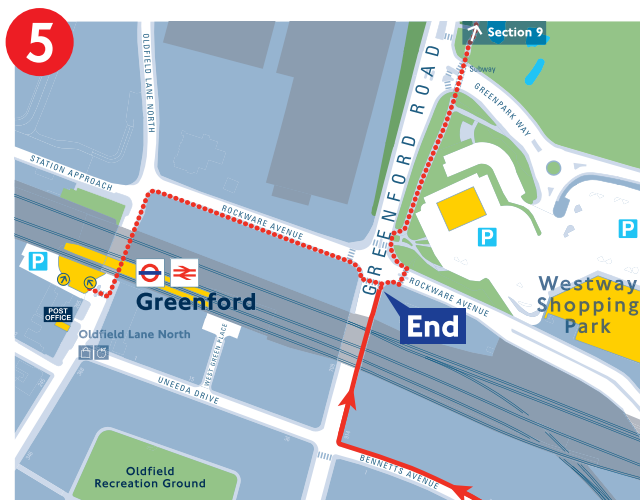 5
Section 9
Subway
OLDFIELD LANE NORTH
GREENFORD ROAD
GREENPARK WAY
STATION APPROACH
ROCKWARE AVENUE
P
P
P
P
ROCKWARE AVENUE
Westway
Shopping
Park
Greenford
End
POST
OFFICE
Oldfield Lane North
WEST GREEN PLACE
UNEEDA DRIVE
BENNETTS AVENUE
Oldfield
Recreation Ground